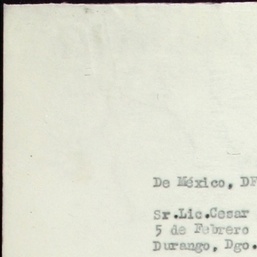 De México, DF
Sr.Lic.Cesar
5 de Febrero
Durango, Dgo.